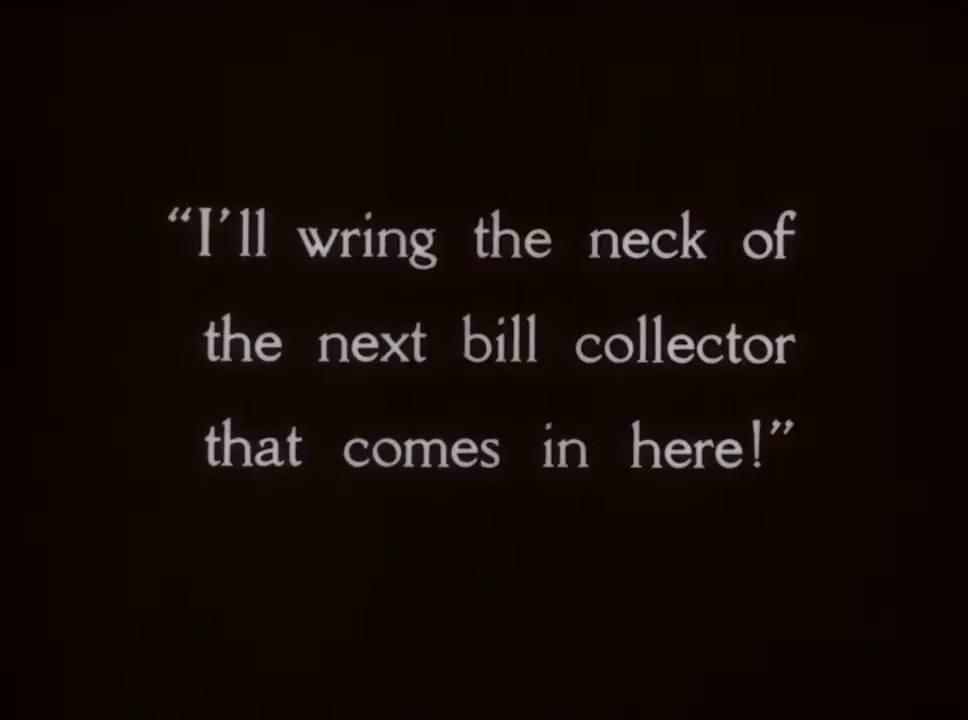 “I’ll wring the neck of
the next bill collector
that comes in here!”